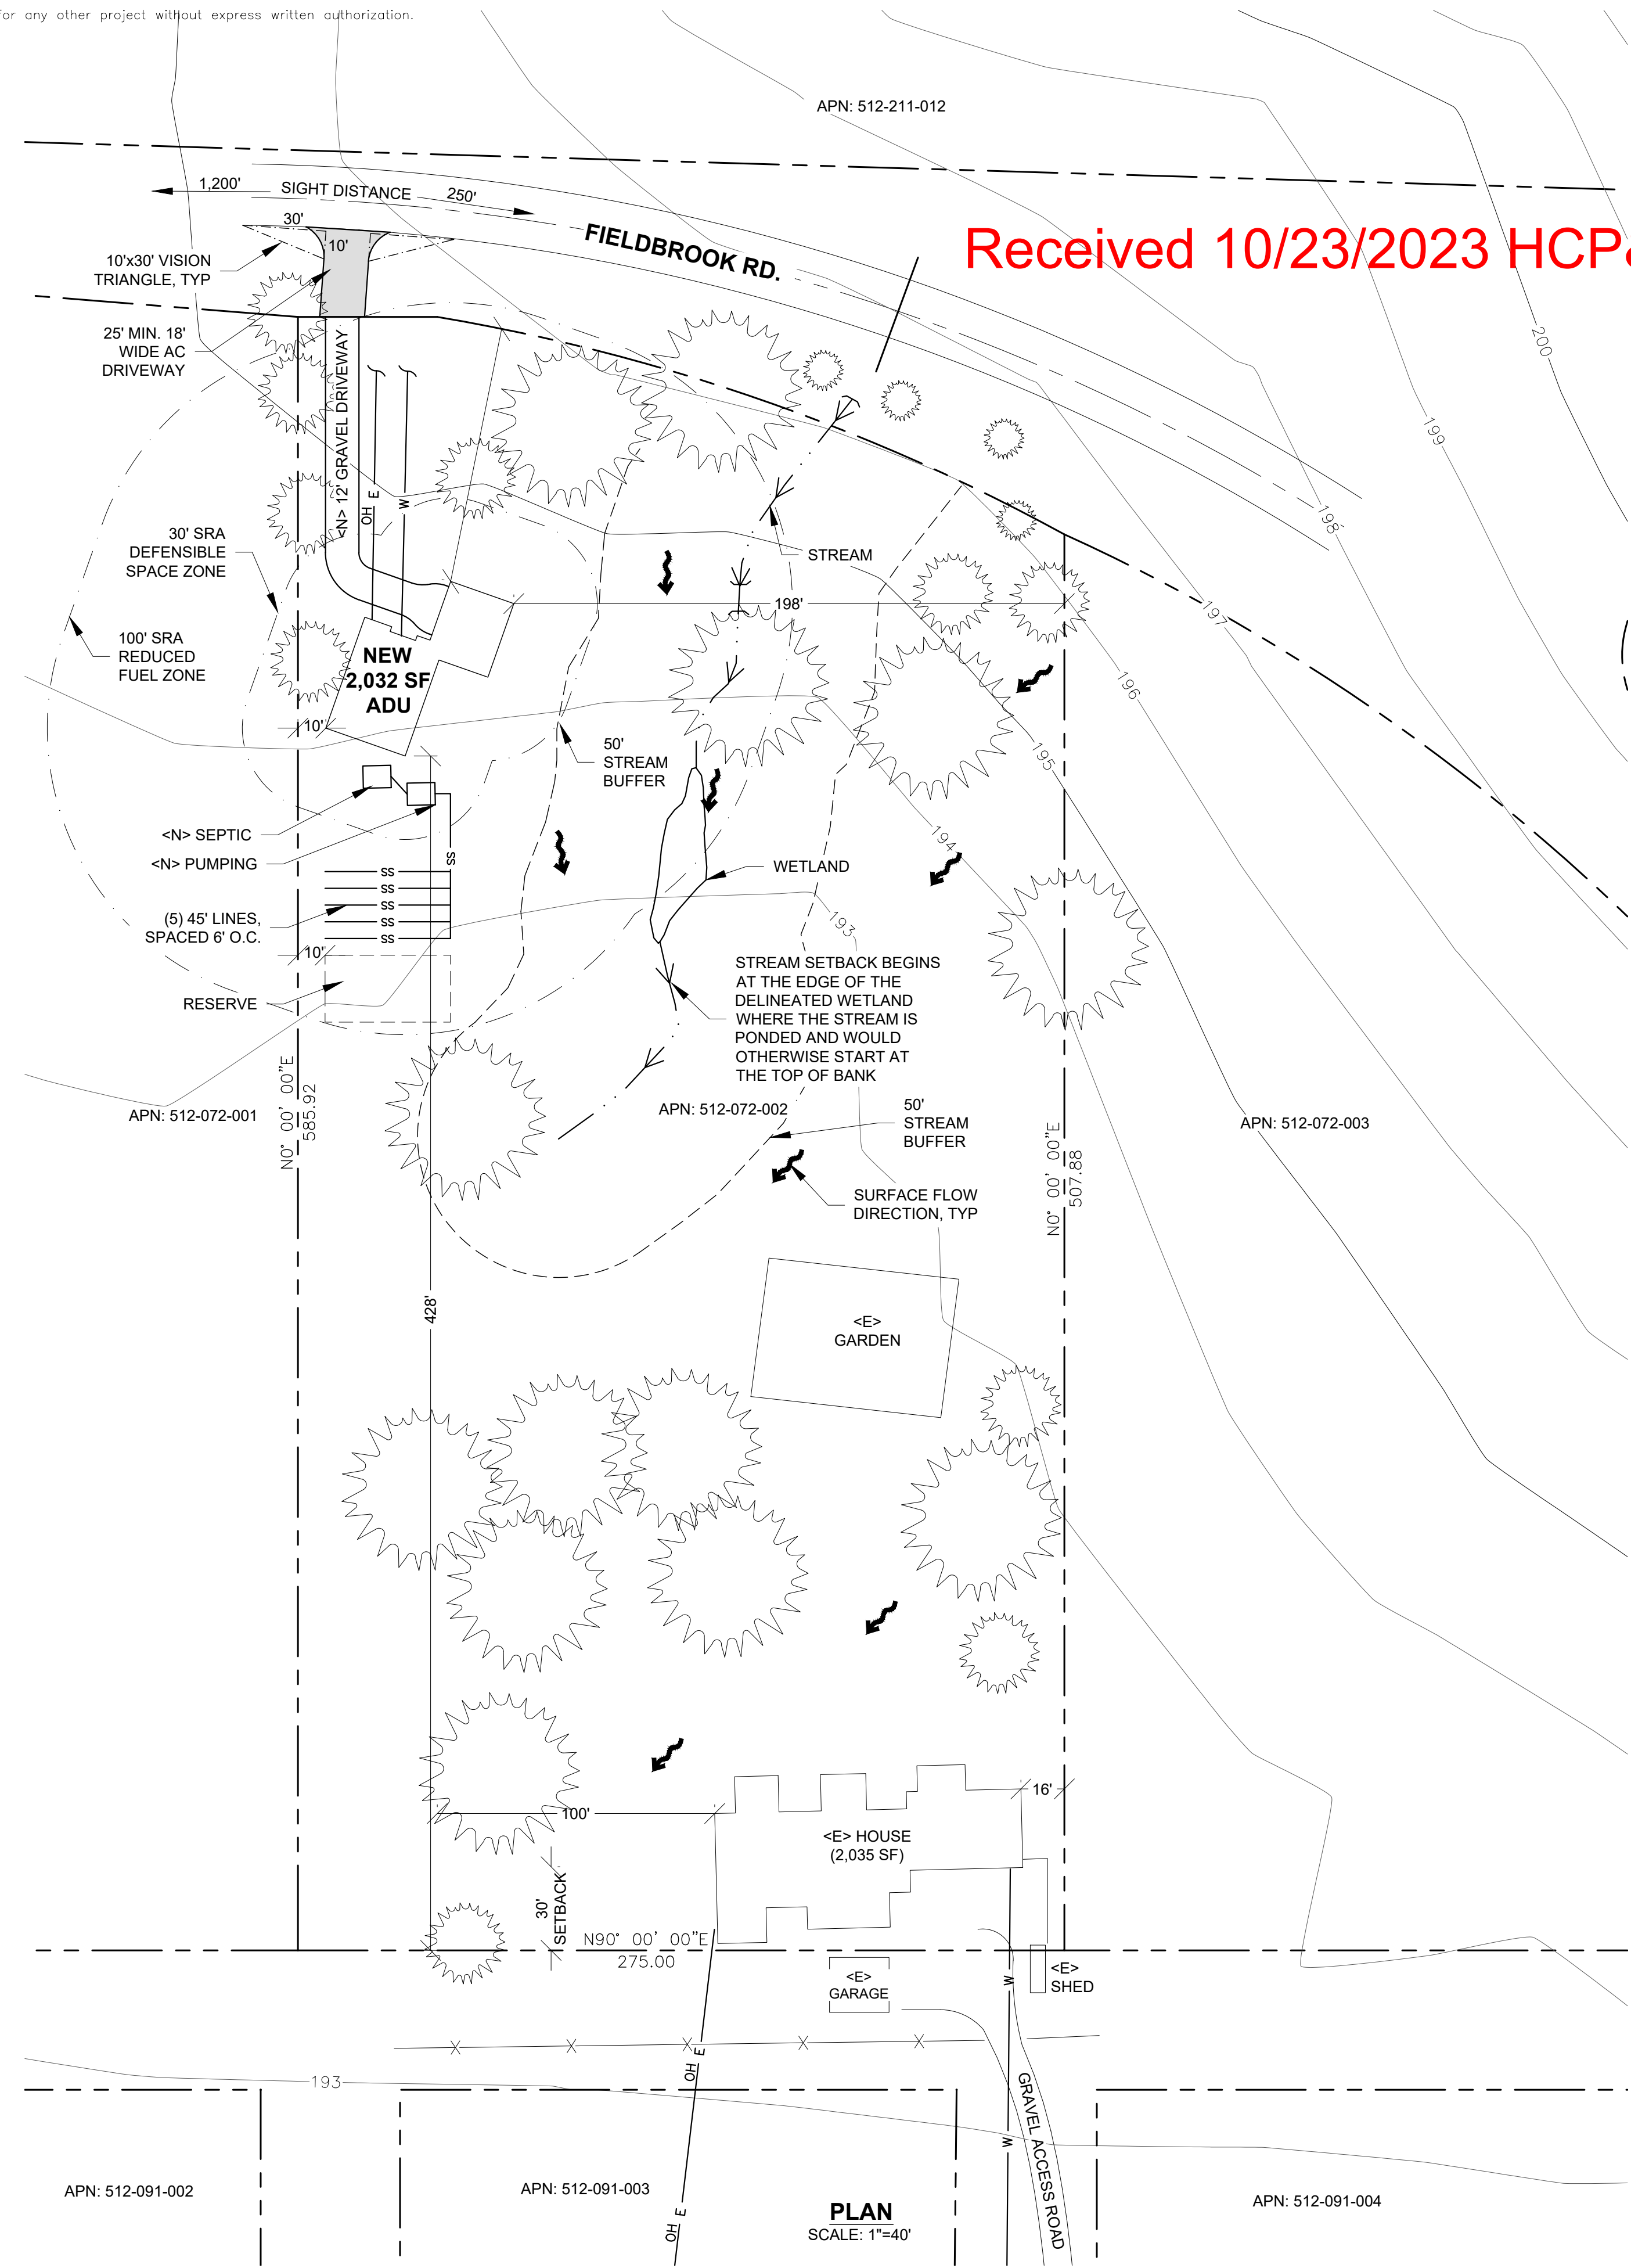 for any other project without express written authorization.
APN: 512-211-012
1,200'
SIGHT DISTANCE
250'
FIELDBROOK RD.
Received 10/23/2023 HCP
30'
10'
10'x30' VISION
TRIANGLE, TYP
25' MIN. 18'
WIDE AC
DRIVEWAY
<N> 12' GRAVEL DRIVEWAY
OH E
W
200
199
198
197
196
195
194
193
30' SRA
DEFENSIBLE
SPACE ZONE
STREAM
198'
100' SRA
REDUCED
FUEL ZONE
NEW
2,032 SF
ADU
10'
50'
STREAM
BUFFER
<N> SEPTIC
<N> PUMPING
SS
SS
SS
SS
SS
SS
WETLAND
(5) 45' LINES,
SPACED 6' O.C.
10'
RESERVE
STREAM SETBACK BEGINS
AT THE EDGE OF THE
DELINEATED WETLAND
WHERE THE STREAM IS
PONDED AND WOULD
OTHERWISE START AT
THE TOP OF BANK
N0° 00' 00"E
585.92
APN: 512-072-001
APN: 512-072-002
50'
STREAM
BUFFER
N0° 00' 00"E
507.88
APN: 512-072-003
SURFACE FLOW
DIRECTION, TYP
428'
<E>
GARDEN
16'
100'
<E> HOUSE
(2,035 SF)
30'
SETBACK
N90° 00' 00"E
275.00
<E>
GARAGE
W
<E>
SHED
OH E
193
GRAVEL ACCESS ROAD
W
APN: 512-091-002
APN: 512-091-003
OH E
PLAN
SCALE: 1"=40'
APN: 512-091-004